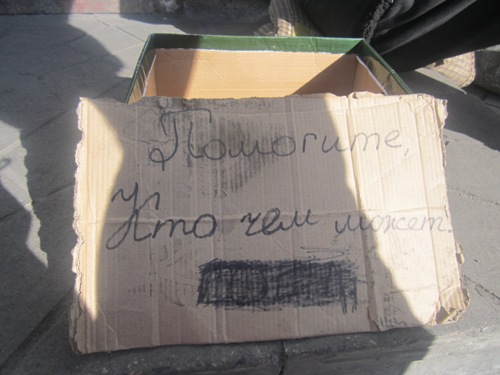 Помогите,
Кто чем может.